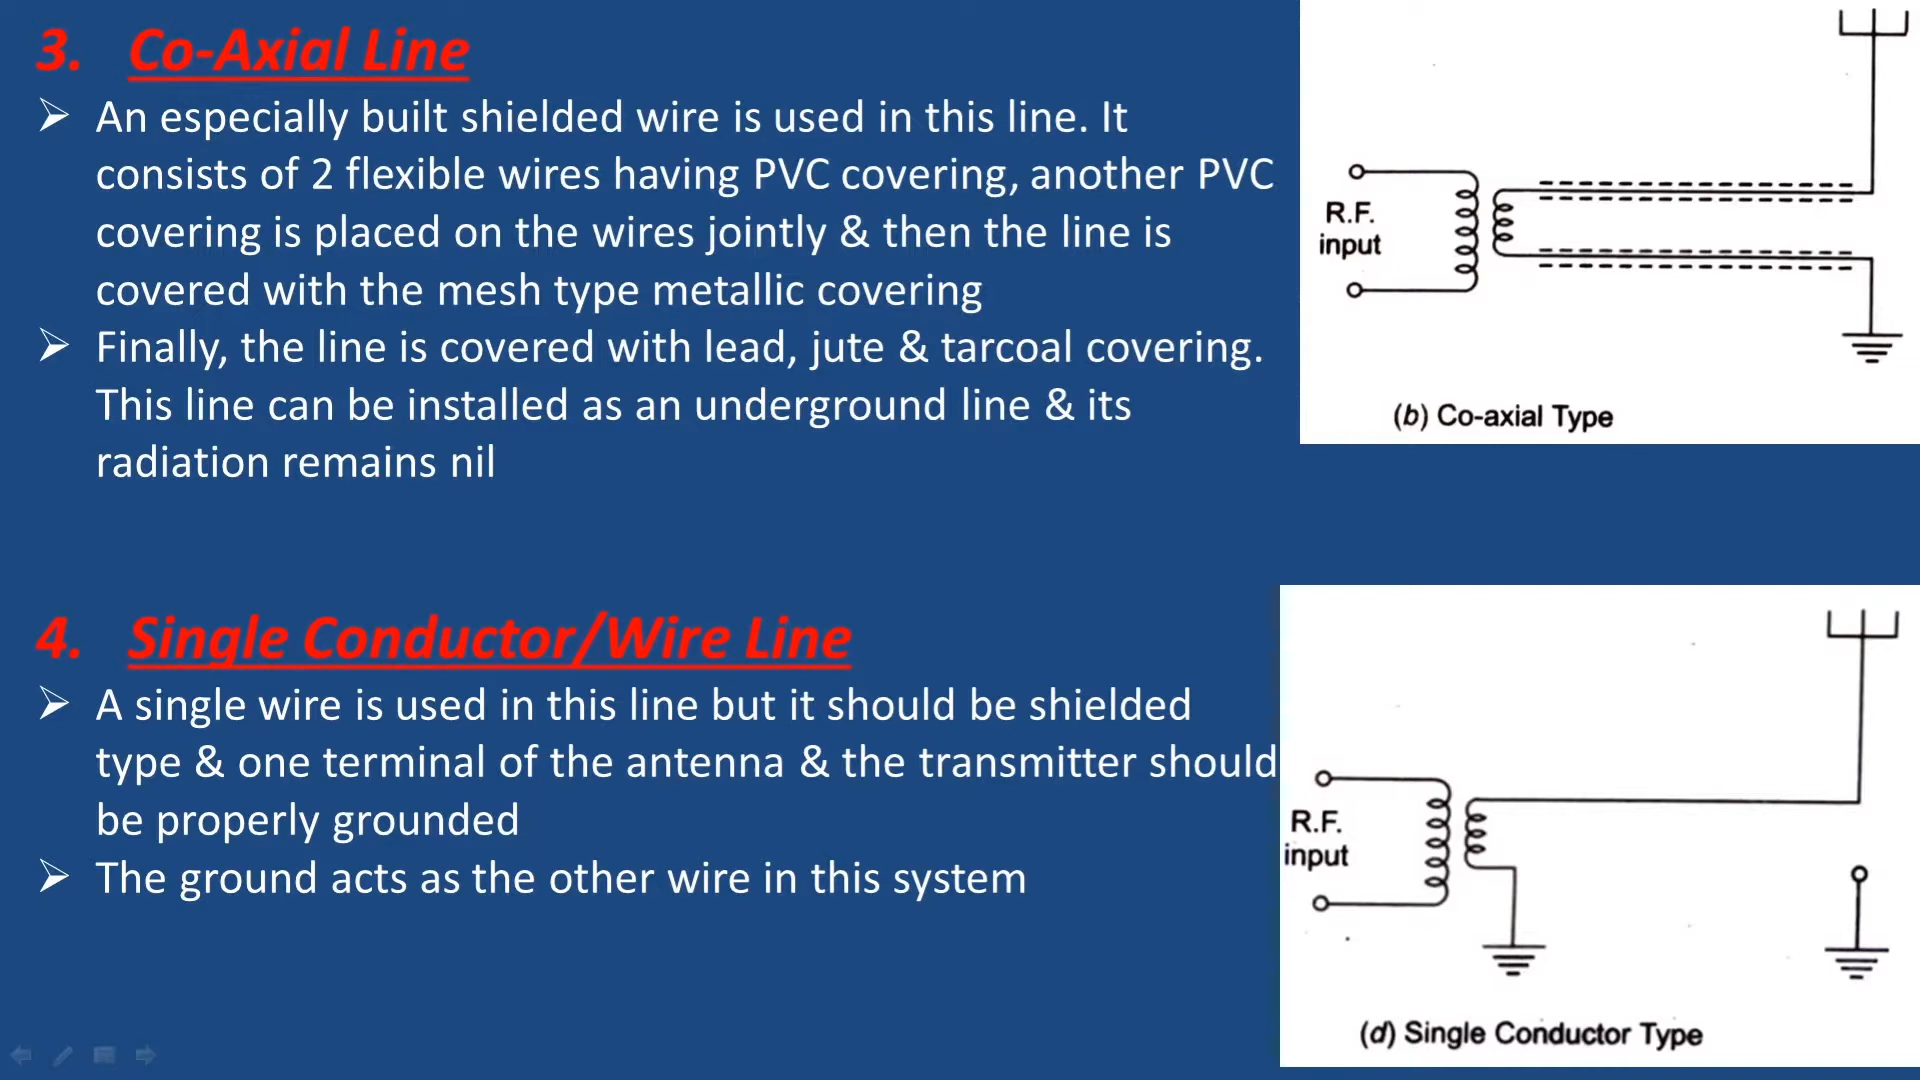 3. Co-Axial Line
➢ An especially built shielded wire is used in this line. It
consists of 2 flexible wires having PVC covering, another PVC
covering is placed on the wires jointly & then the line is
covered with the mesh type metallic covering
➢ Finally, the line is covered with lead, jute & tarcoal covering.
This line can be installed as an underground line & its
radiation remains nil
R.F.
input
(b) Co-axial Type
4. Single Conductor/Wire Line
➢ A single wire is used in this line but it should be shielded
type & one terminal of the antenna & the transmitter should
be properly grounded
➢ The ground acts as the other wire in this system
R.F.
input
(d) Single Conductor Type